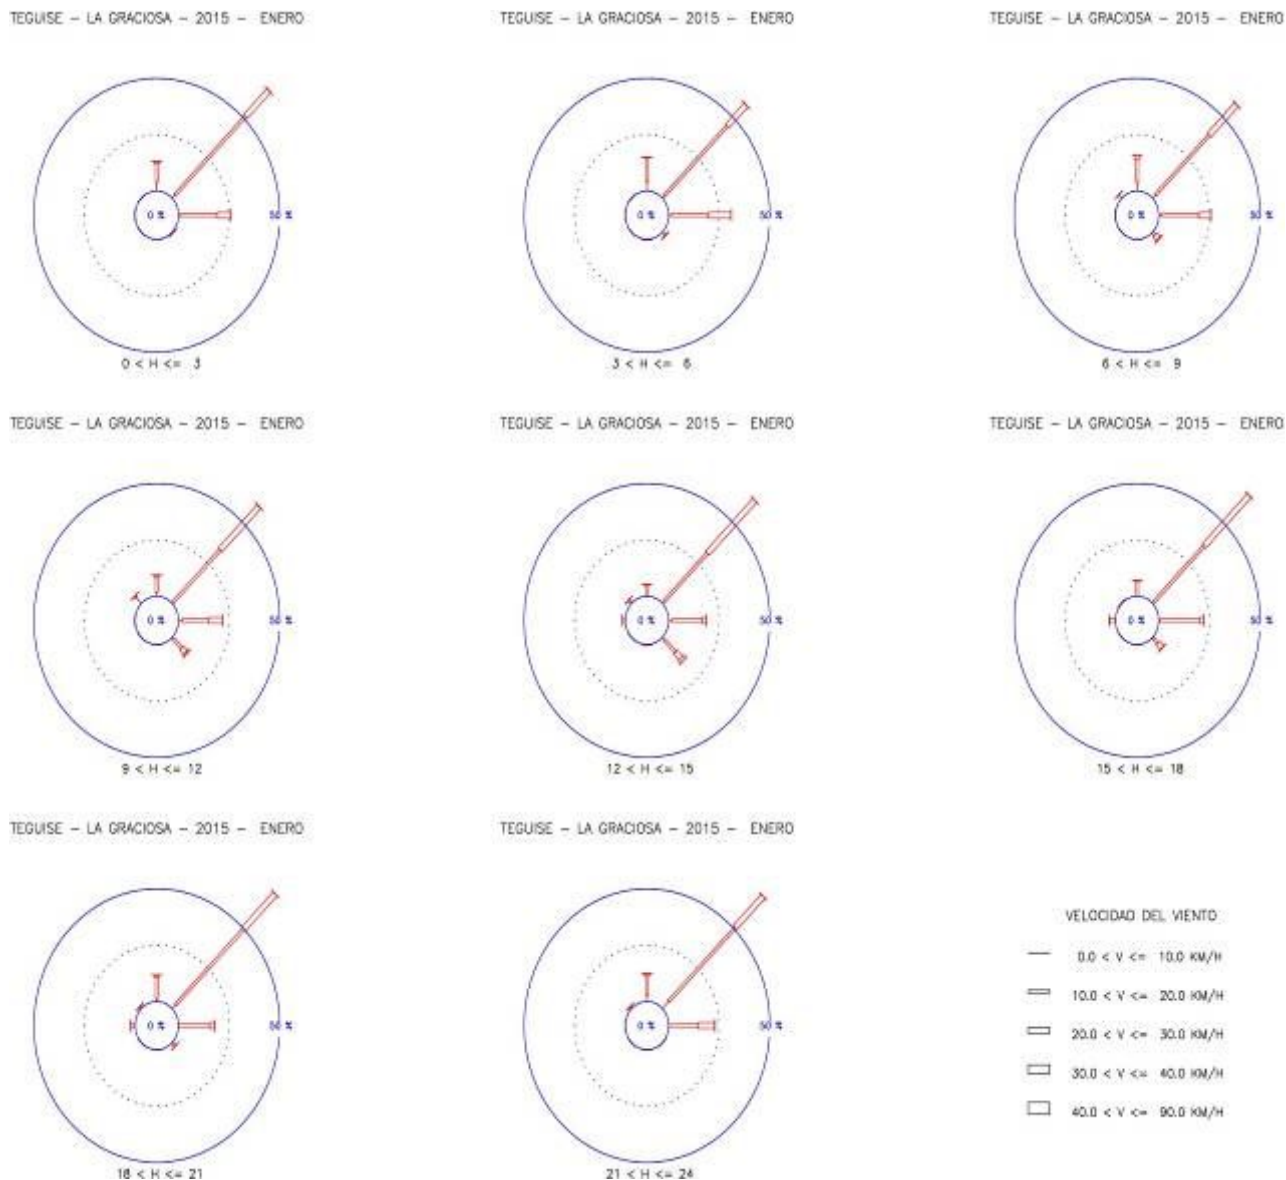 TEGUISE - LA GRACIOSA - 2015 - ENERO
TEGUISE - LA GRACIOSA - 2015 - ENERO
TEGUISE - LA GRACIOSA - 2015 - ENERO
0 %
50 %
0 %
50 %
0 %
50 %
0 < H <= 3
3 < H <= 6
6 < H <= 9
TEGUISE - LA GRACIOSA - 2015 - ENERO
TEGUISE - LA GRACIOSA - 2015 - ENERO
TEGUISE - LA GRACIOSA - 2015 - ENERO
0 %
50 %
0 %
50 %
0 %
50 %
9 < H <= 12
12 < H <= 15
15 < H <= 18
TEGUISE - LA GRACIOSA - 2015 - ENERO
TEGUISE - LA GRACIOSA - 2015 - ENERO
0 %
50 %
0 %
50 %
18 < H <= 21
21 < H <= 24
VELOCIDAD DEL VIENTO
0.0 < V <= 10.0 KM/H
10.0 < V <= 20.0 KM/H
20.0 < V <= 30.0 KM/H
30.0 < V <= 40.0 KM/H
40.0 < V <= 90.0 KM/H